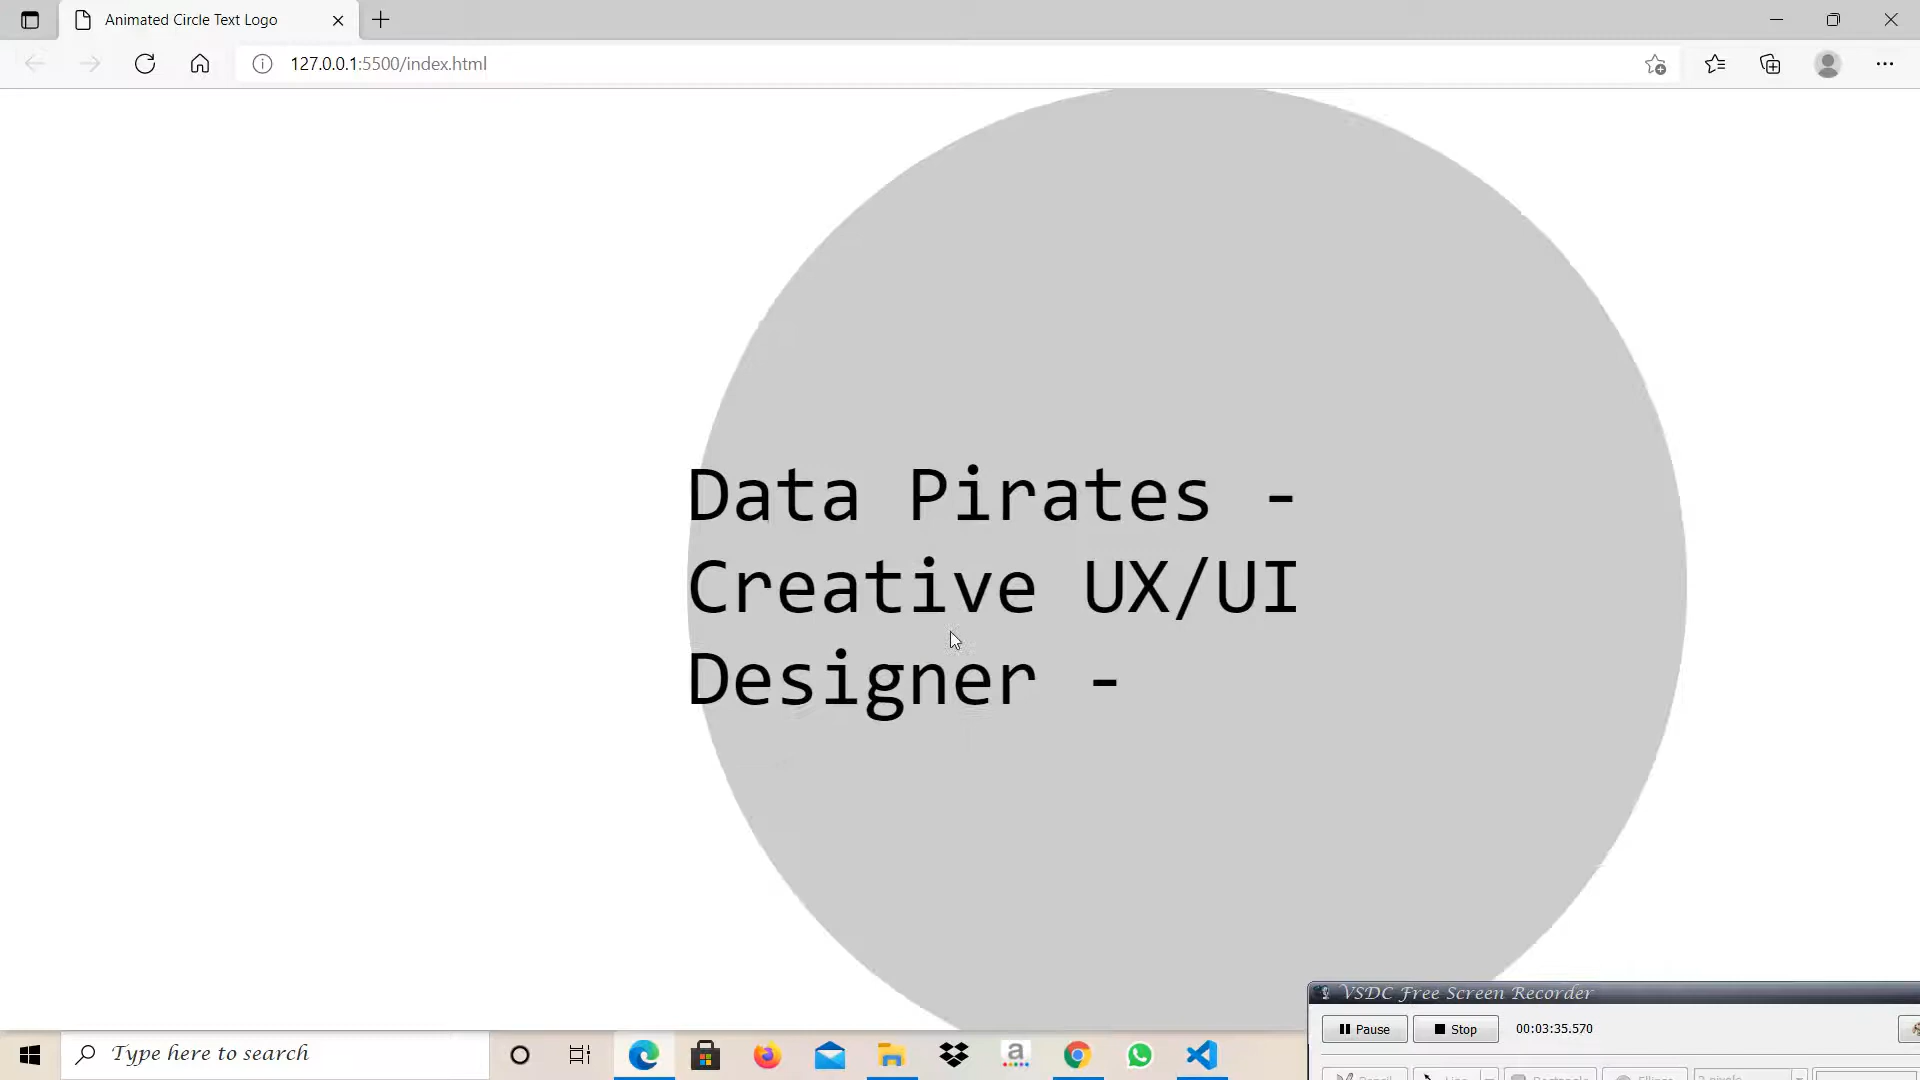 Animated Circle Text Logo
127.0.0.1:5500/index.html
Data Pirates -
Creative UX/UI
Designer -
VSDC Free Screen Recorder
Pause
Stop
00:03:35.570
Type here to search